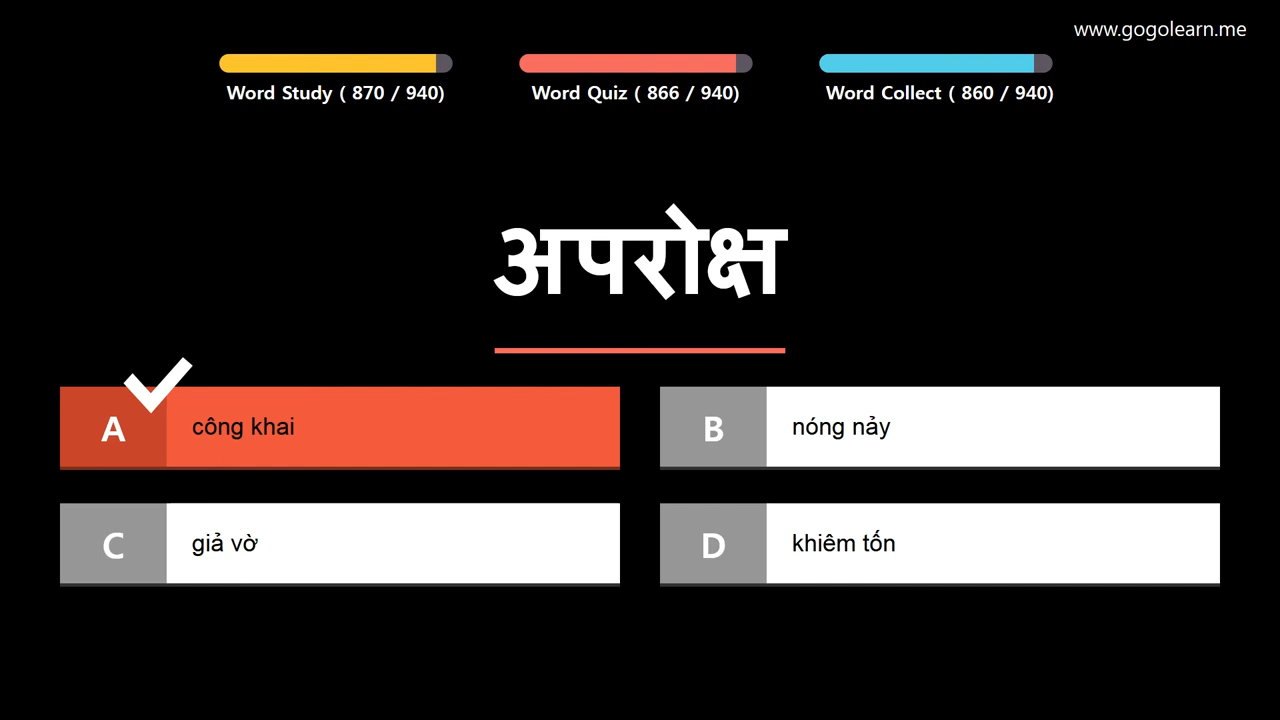 www.gogolearn.me
Word Study ( 870 / 940)
Word Quiz ( 866 / 940)
Word Collect ( 860 / 940)
अपरोक्ष
A
công khai
B
nóng nảy
C
giả vờ
D
khiêm tốn